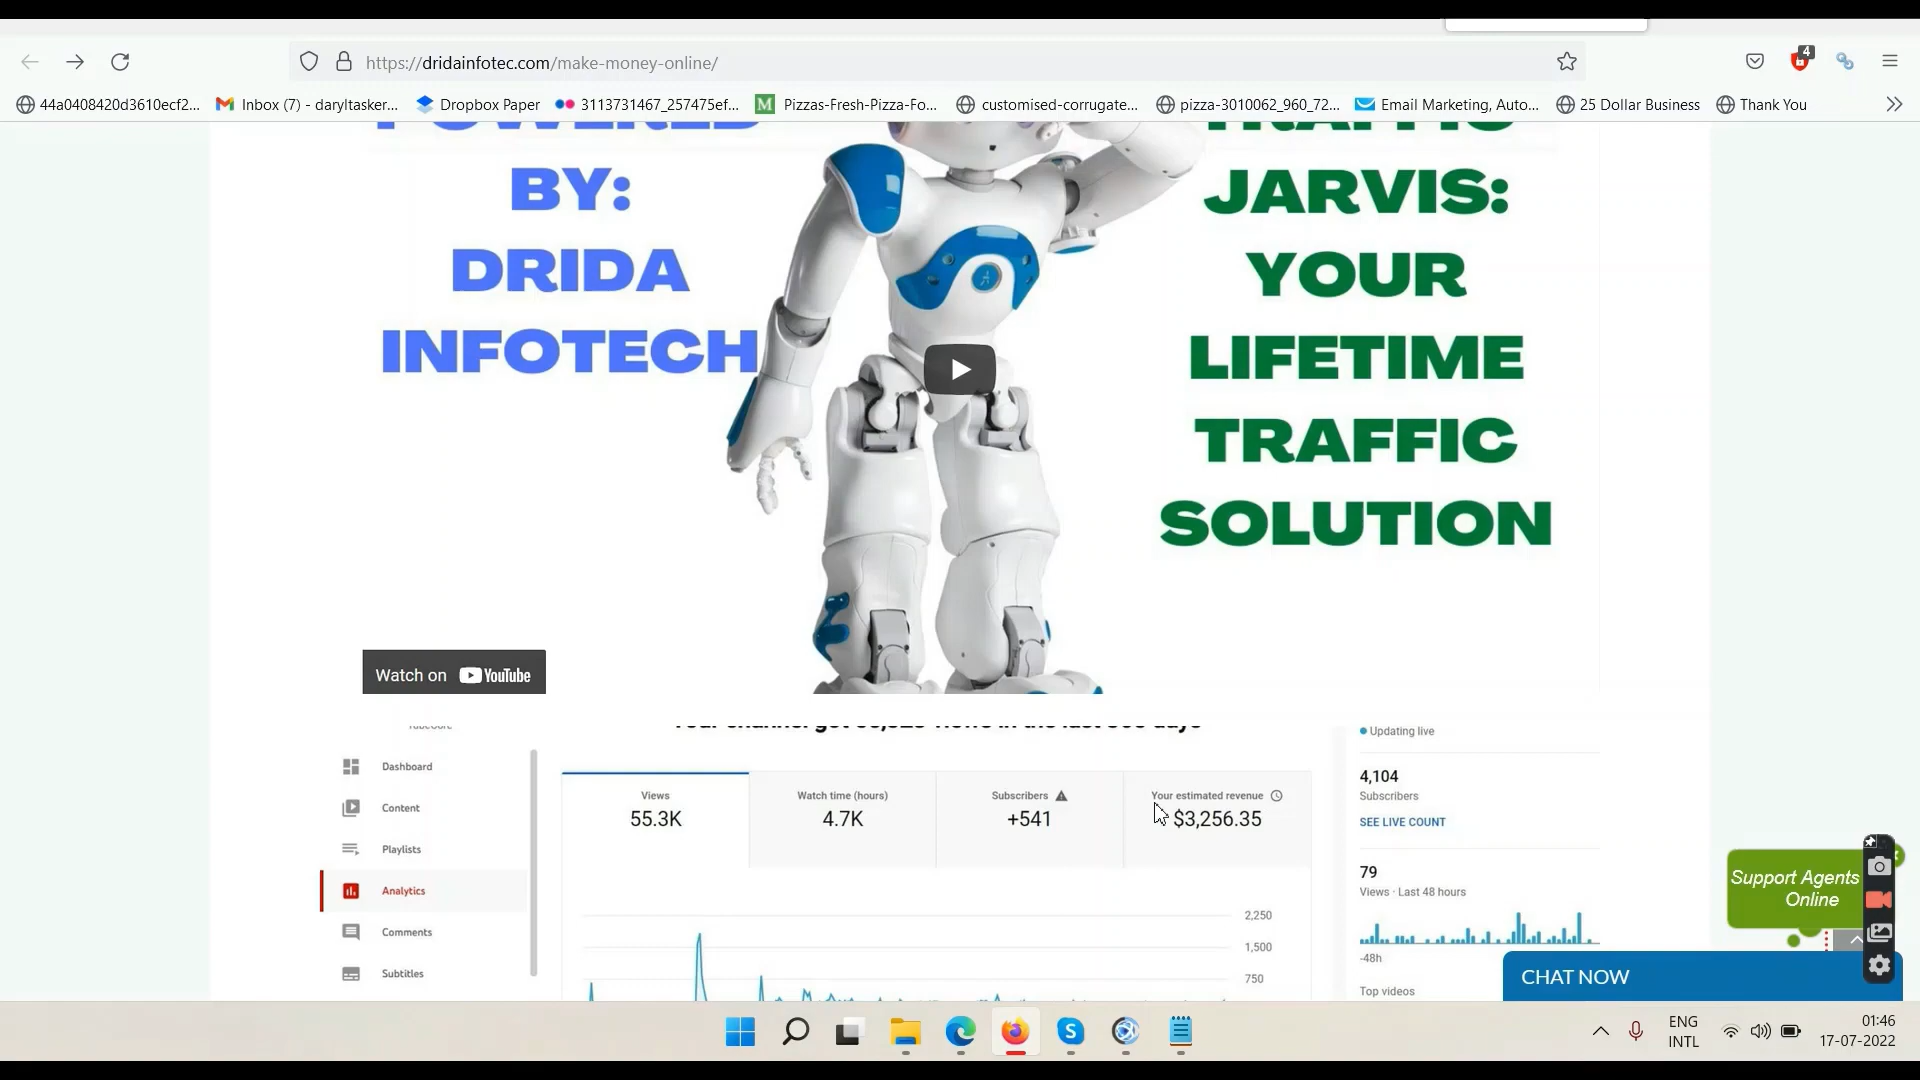 https://dridainfotec.com/make-money-online/
4
44a0408420d3610ecf2...
Inbox (7) - daryltasker...
Dropbox Paper
3113731467_257475ef...
Pizzas-Fresh-Pizza-Fo...
customised-corrugate...
pizza-3010062_960_72...
Email Marketing, Auto...
25 Dollar Business
Thank You
POWERED
BY:
DRIDA
INFOTECH
TRAFFIC
JARVIS:
YOUR
LIFETIME
TRAFFIC
SOLUTION
Watch on YouTube
Dashboard
Content
Playlists
Analytics
Comments
Subtitles
Views
55.3K
Watch time (hours)
4.7K
Subscribers
+541
Your estimated revenue
$3,256.35
2,250
1,500
750
Updating live
4,104
Subscribers
SEE LIVE COUNT
79
Views · Last 48 hours
-48h
Top videos
Support Agents
Online
CHAT NOW
ENG
INTL
01:46
17-07-2022